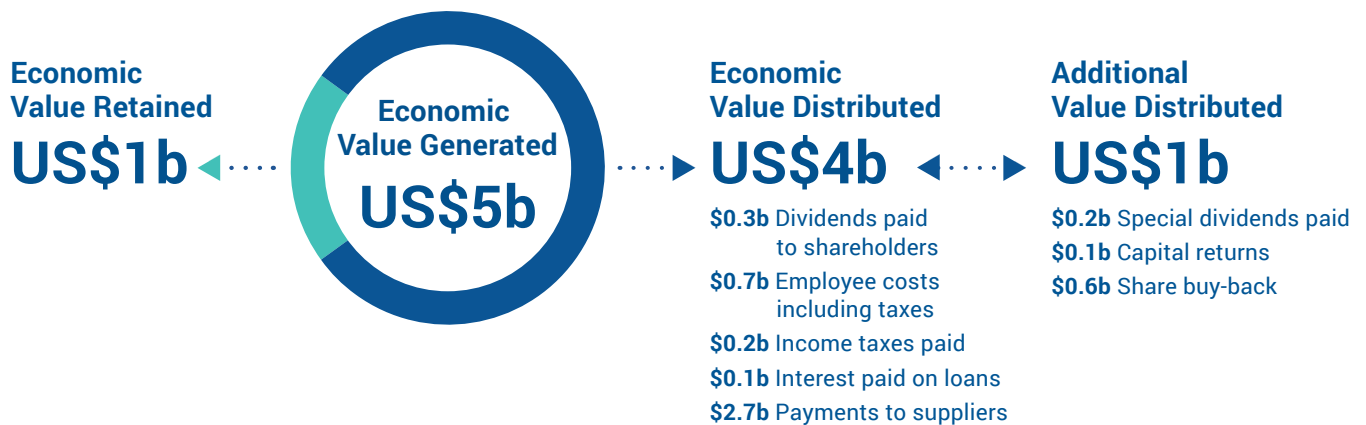 Economic
Value Retained
US$1b
Economic
Value Generated
US$5b
Economic
Value Distributed
US$4b
$0.3b Dividends paid
to shareholders
$0.7b Employee costs
including taxes
$0.2b Income taxes paid
$0.1b Interest paid on loans
$2.7b Payments to suppliers
Additional
Value Distributed
US$1b
$0.2b Special dividends paid
$0.1b Capital returns
$0.6b Share buy-back